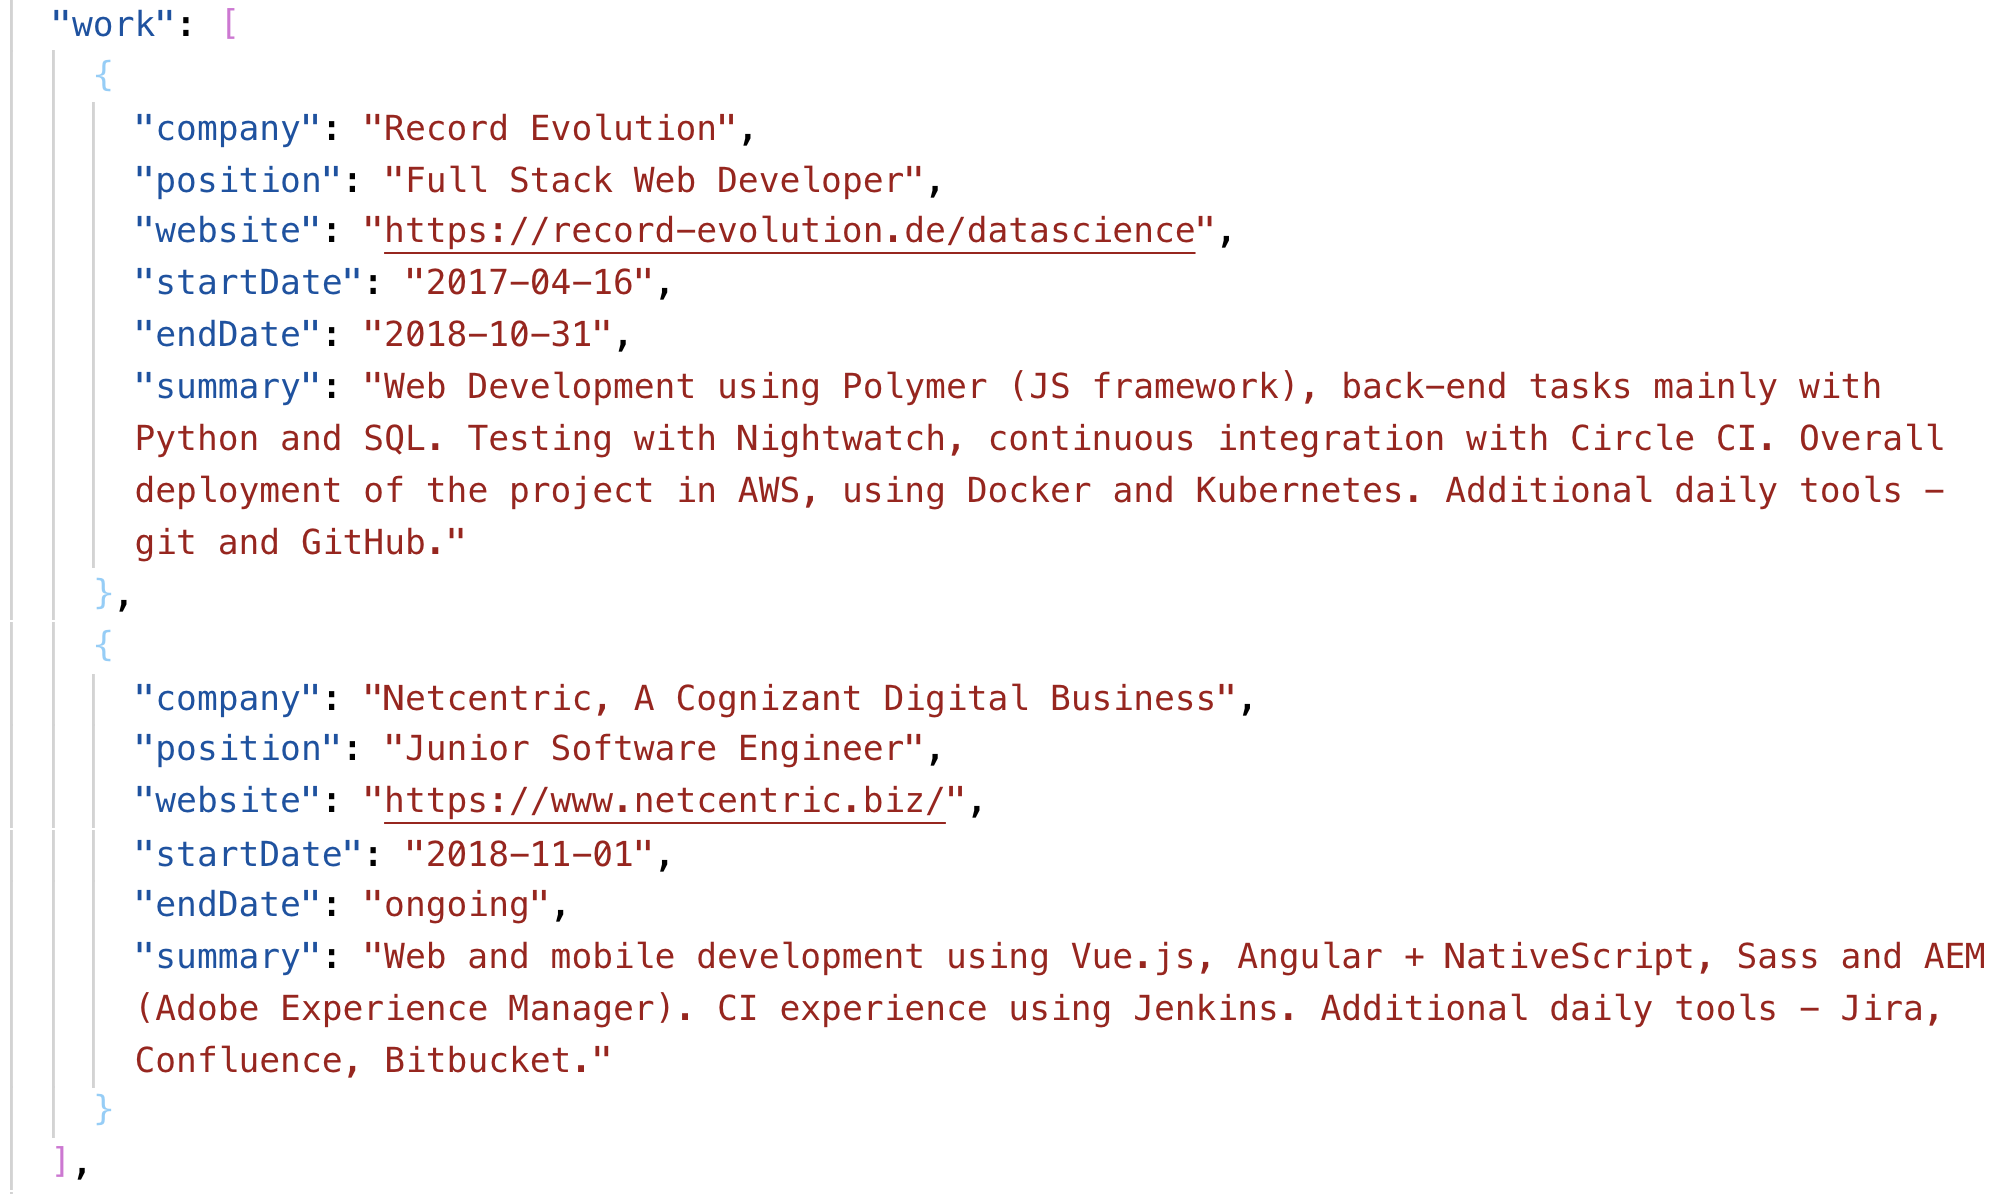 "work": [
{
"company": "Record Evolution",
"position": "Full Stack Web Developer",
"website": "https://record-evolution.de/datascience",
"startDate": "2017-04-16",
"endDate": "2018-10-31",
"summary": "Web Development using Polymer (JS framework), back-end tasks mainly with
Python and SQL. Testing with Nightwatch, continuous integration with Circle CI. Overall
deployment of the project in AWS, using Docker and Kubernetes. Additional daily tools -
git and GitHub."
},
{
"company": "Netcentric, A Cognizant Digital Business",
"position": "Junior Software Engineer",
"website": "https://www.netcentric.biz/",
"startDate": "2018-11-01",
"endDate": "ongoing",
"summary": "Web and mobile development using Vue.js, Angular + NativeScript, Sass and AEM
(Adobe Experience Manager). CI experience using Jenkins. Additional daily tools - Jira,
Confluence, Bitbucket."
}
],